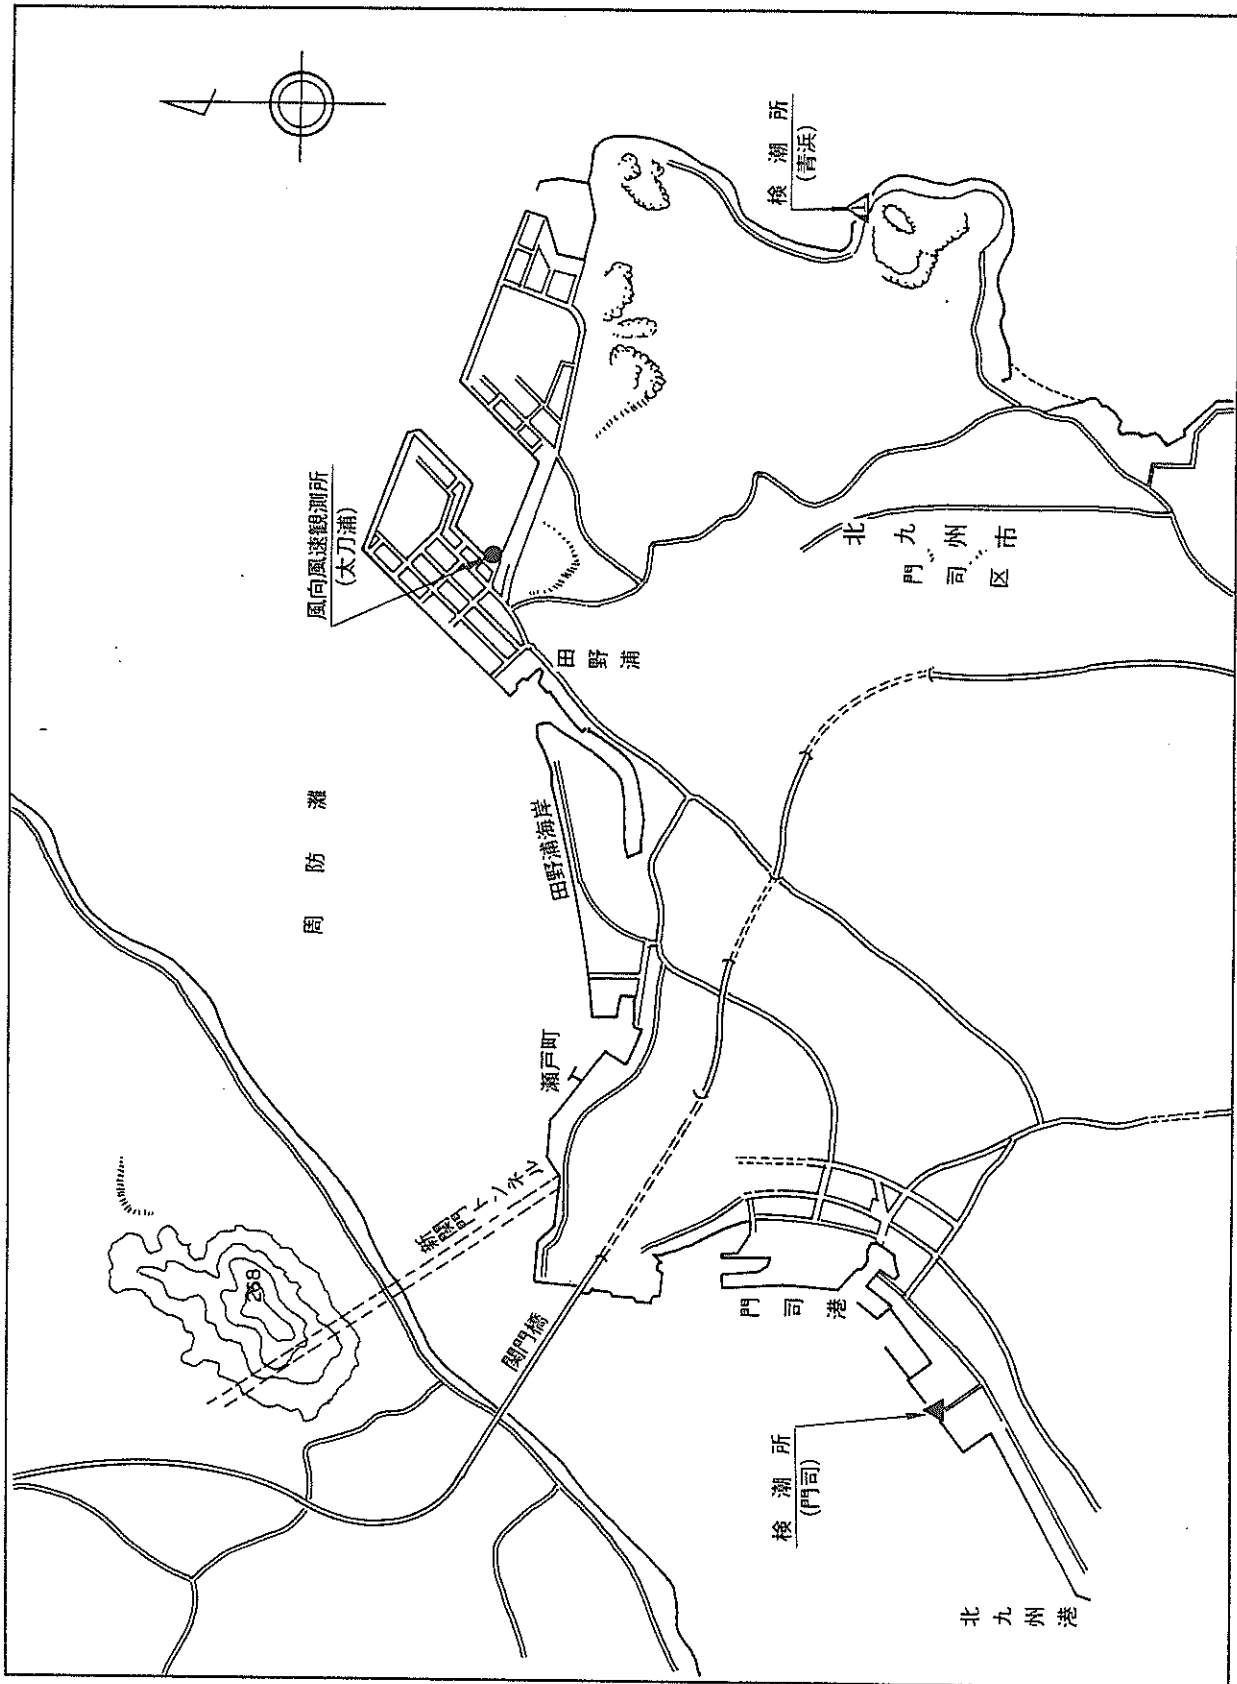 風向風速観測所
(太刀浦)
検潮所
(青浜)
周防灘
田野浦
田野浦海岸
北九州市
門司区
瀬戸町
新関門トンネル
268
関門橋
門司港
検潮所
(門司)
北九州港